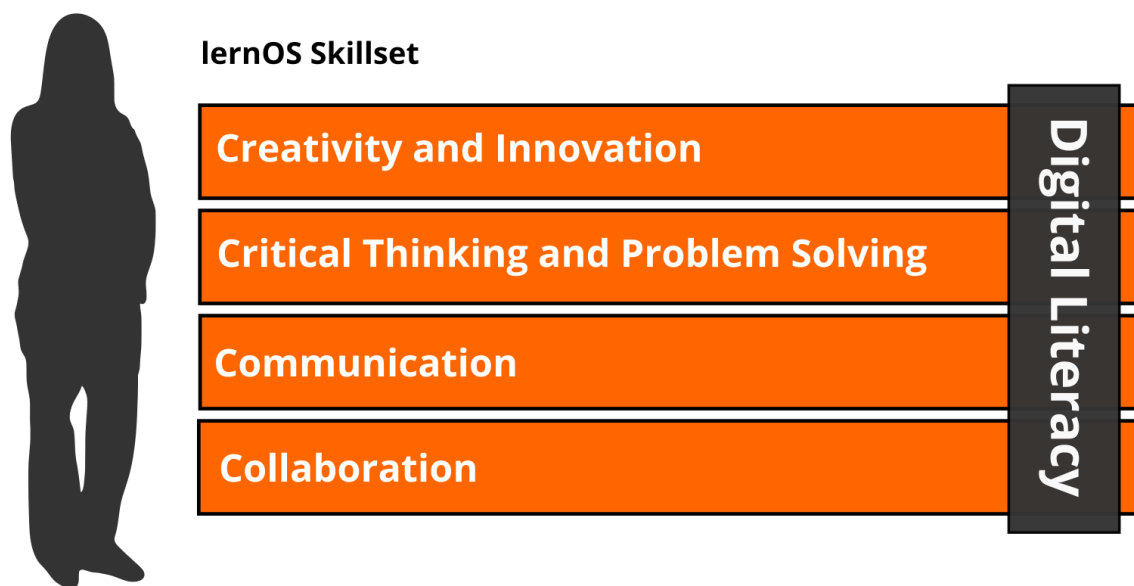 lernOS Skillset
Creativity and Innovation
Critical Thinking and Problem Solving
Communication
Collaboration
Digital Literacy